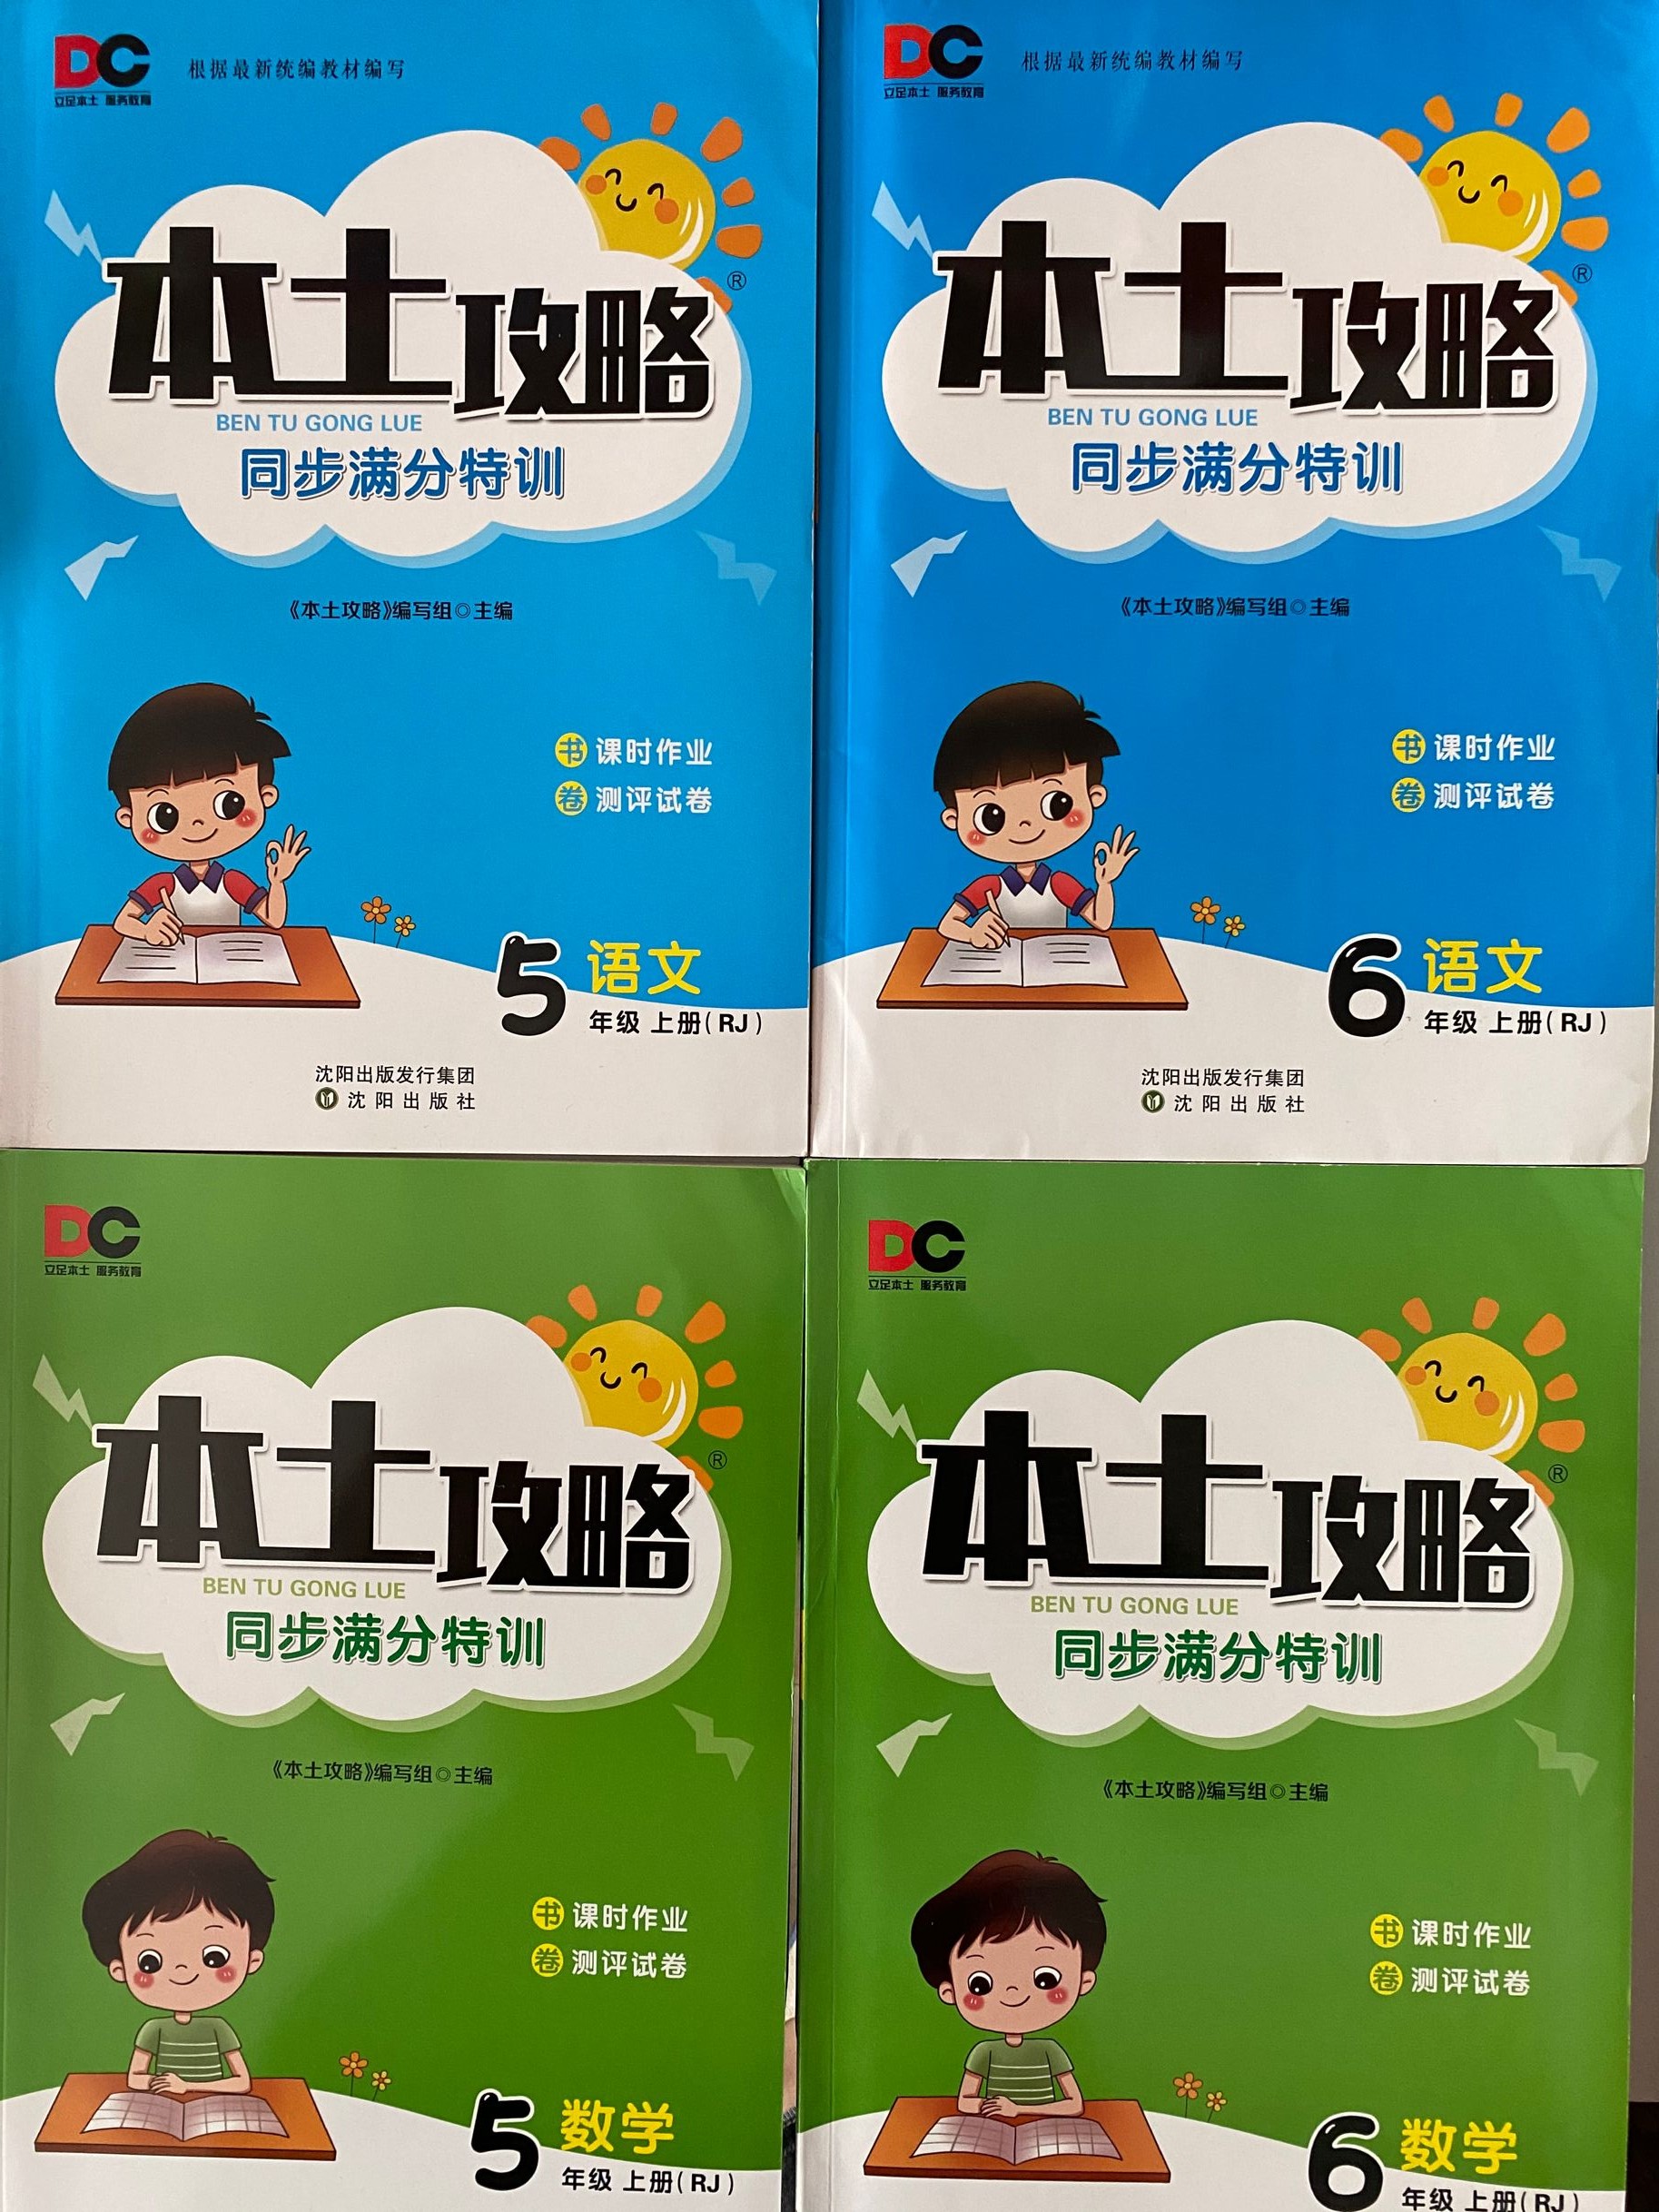 DC
立足本土 服务教育
根据最新统编教材编写
本土攻略®
BEN TU GONG LUE
同步满分特训
《本土攻略》编写组◎主编
书 课时作业
卷 测评试卷
5 语文
年级 上册(RJ)
沈阳出版发行集团
沈阳出版社
DC
立足本土 服务教育
根据最新统编教材编写
本土攻略®
BEN TU GONG LUE
同步满分特训
《本土攻略》编写组◎主编
书 课时作业
卷 测评试卷
6 语文
年级 上册(RJ)
沈阳出版发行集团
沈阳出版社
DC
立足本土 服务教育
本土攻略®
BEN TU GONG LUE
同步满分特训
《本土攻略》编写组◎主编
书 课时作业
卷 测评试卷
5 数学
年级 上册(RJ)
DC
立足本土 服务教育
本土攻略®
BEN TU GONG LUE
同步满分特训
《本土攻略》编写组◎主编
书 课时作业
卷 测评试卷
6 数学
年级 上册(RJ)